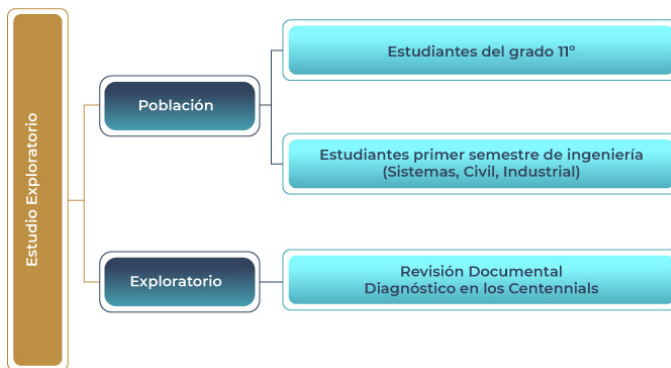 Estudio Exploratorio
Población
Estudiantes del grado 11º
Estudiantes primer semestre de ingeniería
(Sistemas, Civil, Industrial)
Exploratorio
Revisión Documental
Diagnóstico en los Centennials